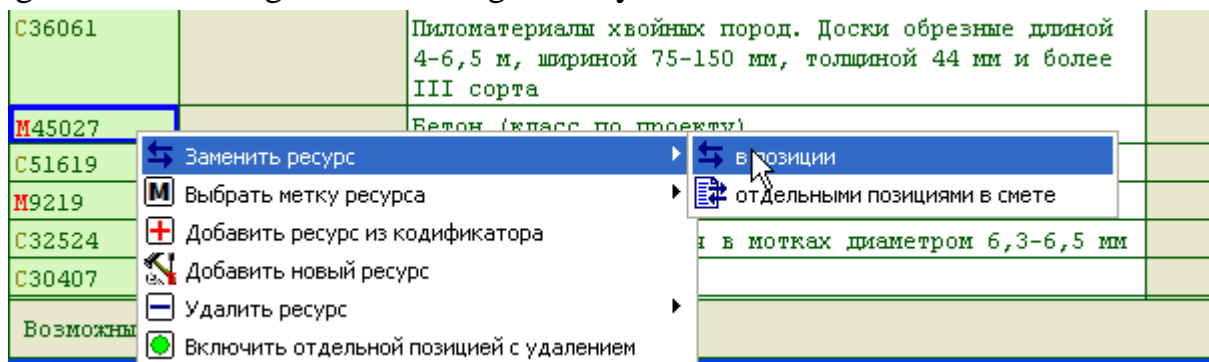 C36061
Пиломатериалы хвойных пород. Доски обрезные длиной
4-6,5 м, шириной 75-150 мм, толщиной 44 мм и более
III сорта
M45027
Бетон (класс по проекту)
Заменить ресурс
в позиции
C51619
Выбрать метку ресурса
отдельными позициями в смете
M9219
Добавить ресурс из кодификатора
C32524
в мотках диаметром 6,3-6,5 мм
Добавить новый ресурс
C30407
Удалить ресурс
Включить отдельной позицией с удалением